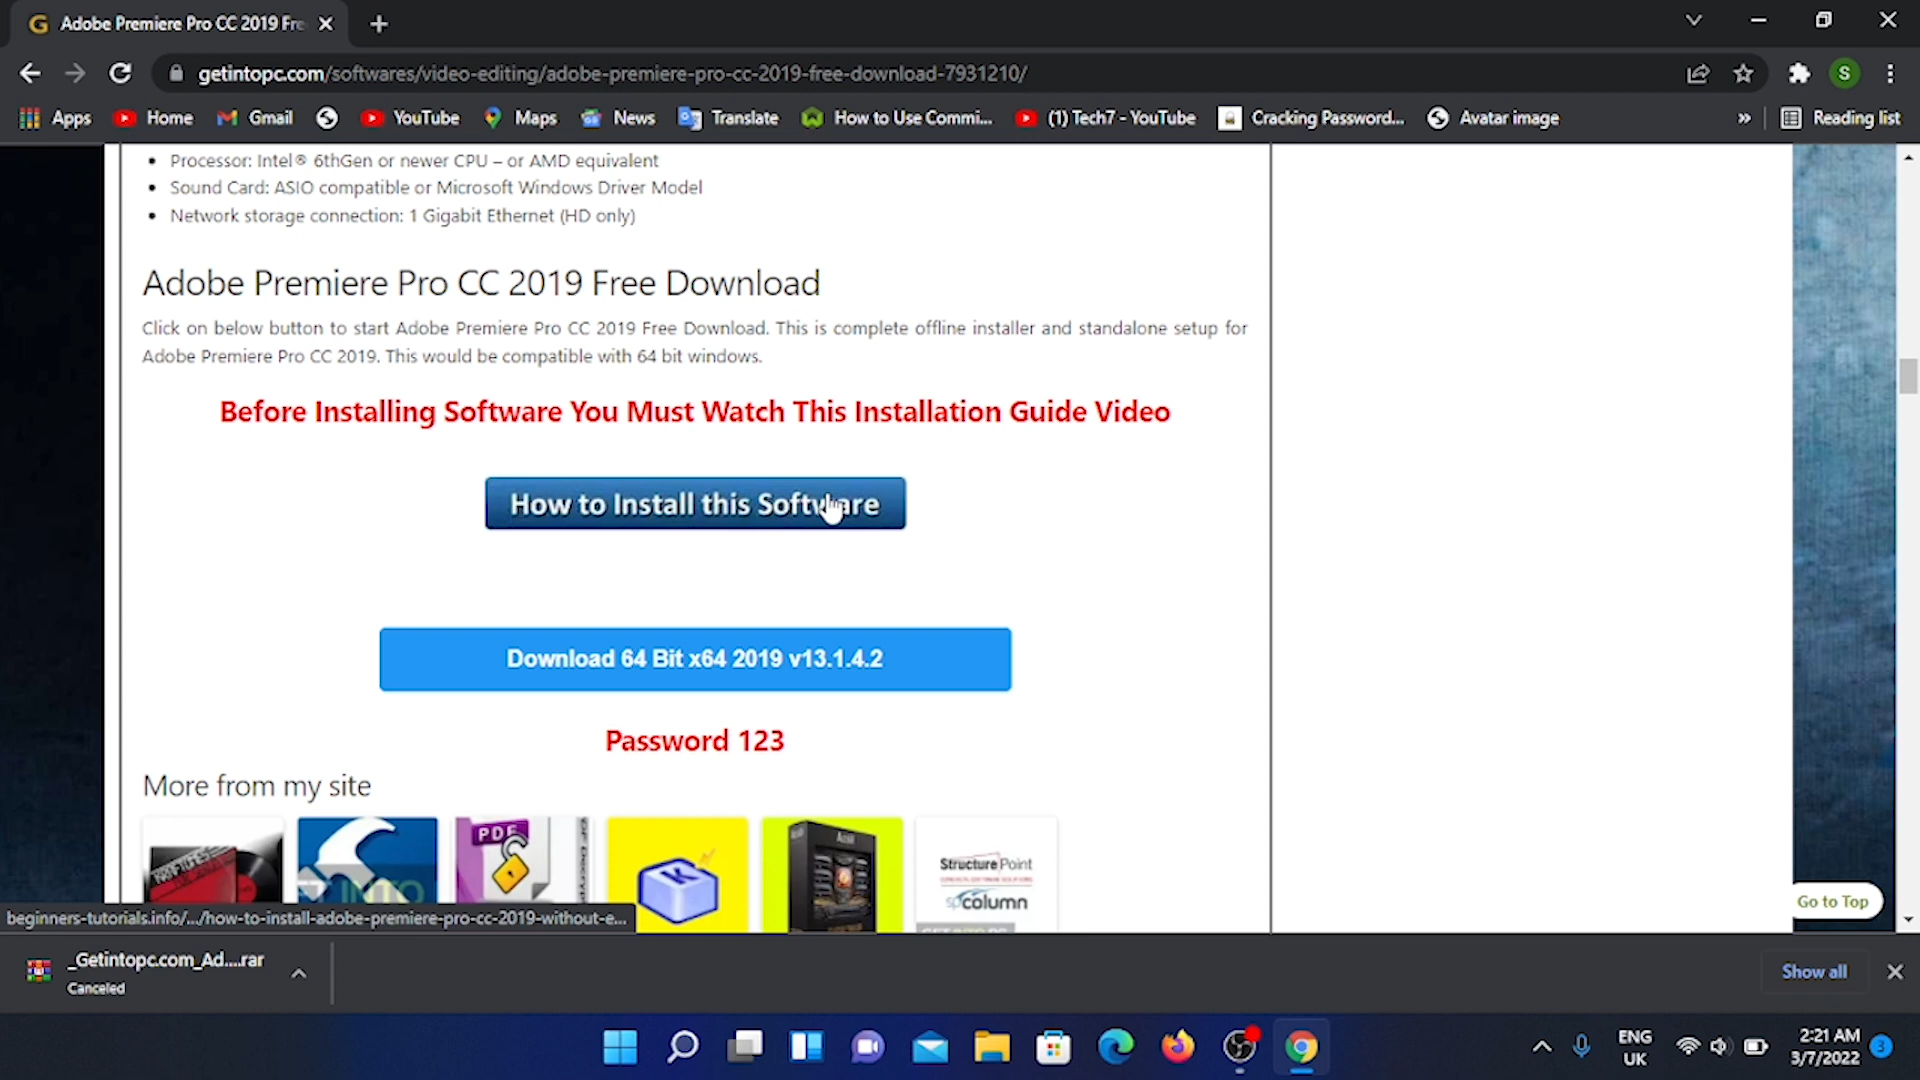 Adobe Premiere Pro CC 2019 Fre
getintopc.com/softwares/video-editing/adobe-premiere-pro-cc-2019-free-download-7931210/
S
Apps Home Gmail YouTube Maps News Translate How to Use Commi... (1) Tech7 - YouTube Cracking Password... Avatar image » Reading list
• Processor: Intel® 6thGen or newer CPU – or AMD equivalent
• Sound Card: ASIO compatible or Microsoft Windows Driver Model
• Network storage connection: 1 Gigabit Ethernet (HD only)
Adobe Premiere Pro CC 2019 Free Download
Click on below button to start Adobe Premiere Pro CC 2019 Free Download. This is complete offline installer and standalone setup for
Adobe Premiere Pro CC 2019. This would be compatible with 64 bit windows.
Before Installing Software You Must Watch This Installation Guide Video
How to Install this Software
Download 64 Bit x64 2019 v13.1.4.2
Password 123
More from my site
PDF
K
StructurePoint
spColumn
Go to Top
beginners-tutorials.info/.../how-to-install-adobe-premiere-pro-cc-2019-without-e...
_Getintopc.com_Ad....rar
Canceled
Show all
ENG
UK
2:21 AM
3/7/2022
3